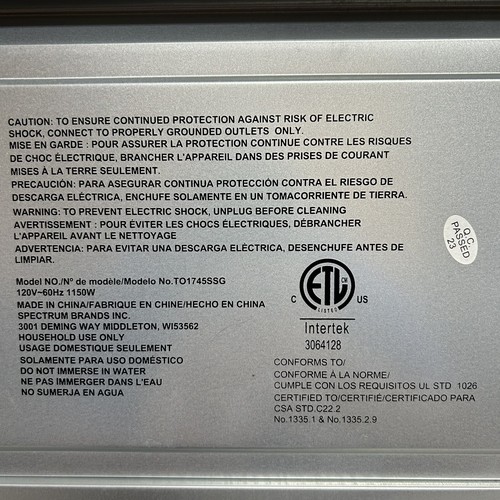 CAUTION: TO ENSURE CONTINUED PROTECTION AGAINST RISK OF ELECTRIC
SHOCK, CONNECT TO PROPERLY GROUNDED OUTLETS ONLY.
MISE EN GARDE : POUR ASSURER LA PROTECTION CONTINUE CONTRE LES RISQUES
DE CHOC ÉLECTRIQUE, BRANCHER L'APPAREIL DANS DES PRISES DE COURANT
MISES À LA TERRE SEULEMENT.
PRECAUCIÓN: PARA ASEGURAR CONTINUA PROTECCIÓN CONTRA EL RIESGO DE
DESCARGA ELÉCTRICA, ENCHUFE SOLAMENTE EN UN TOMACORRIENTE DE TIERRA.
WARNING: TO PREVENT ELECTRIC SHOCK, UNPLUG BEFORE CLEANING
AVERTISSEMENT : POUR ÉVITER LES CHOCS ÉLECTRIQUES, DÉBRANCHER
L'APPAREIL AVANT LE NETTOYAGE
ADVERTENCIA: PARA EVITAR UNA DESCARGA ELÉCTRICA, DESENCHUFE ANTES DE
LIMPIAR.
Q.C.
PASSED
23
Model NO./N° de modèle/Modelo No.TO1745SSG
120V~60Hz 1150W
MADE IN CHINA/FABRIQUE EN CHINE/HECHO EN CHINA
SPECTRUM BRANDS INC.
3001 DEMING WAY MIDDLETON, WI53562
HOUSEHOLD USE ONLY
USAGE DOMESTIQUE SEULEMENT
SOLAMENTE PARA USO DOMÉSTICO
DO NOT IMMERSE IN WATER
NE PAS IMMERGER DANS L'EAU
NO SUMERJA EN AGUA
C ETL CM US
LISTED
Intertek
3064128
CONFORMS TO/
CONFORME À LA NORME/
CUMPLE CON LOS REQUISITOS UL STD 1026
CERTIFIED TO/CERTIFIÉ/CERTIFICADO PARA
CSA STD.C22.2
No.1335.1 & No.1335.2.9